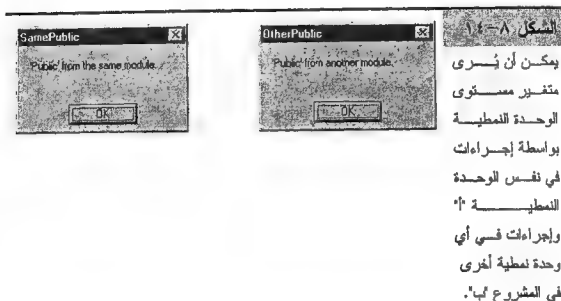 الشكل ٨-١٤
يمكن أن يُرى
متغير مستوى
الوحدة النمطية
بواسطة إجراءات
في نفس الوحدة
النمطية "أ"
وإجراءات في أي
وحدة نمطية أخرى
في المشروع "ب".
SamePublic
'Public' from the same module.
OK
OtherPublic
'Public' from another module.
OK